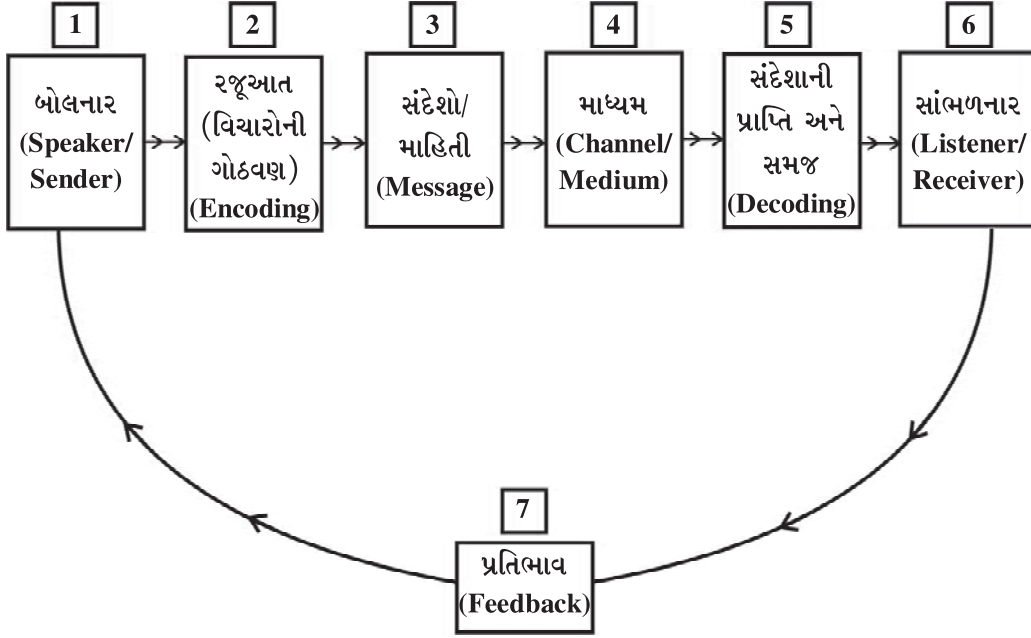 1
બોલનાર
(Speaker/
Sender)
2
રજૂઆત
(વિચારોની
ગોઠવણ)
(Encoding)
3
સંદેશો/
માહિતી
(Message)
4
માધ્યમ
(Channel/
Medium)
5
સંદેશાની
પ્રાપ્તિ અને
સમજ
(Decoding)
6
સાંભળનાર
(Listener/
Receiver)
7
પ્રતિભાવ
(Feedback)